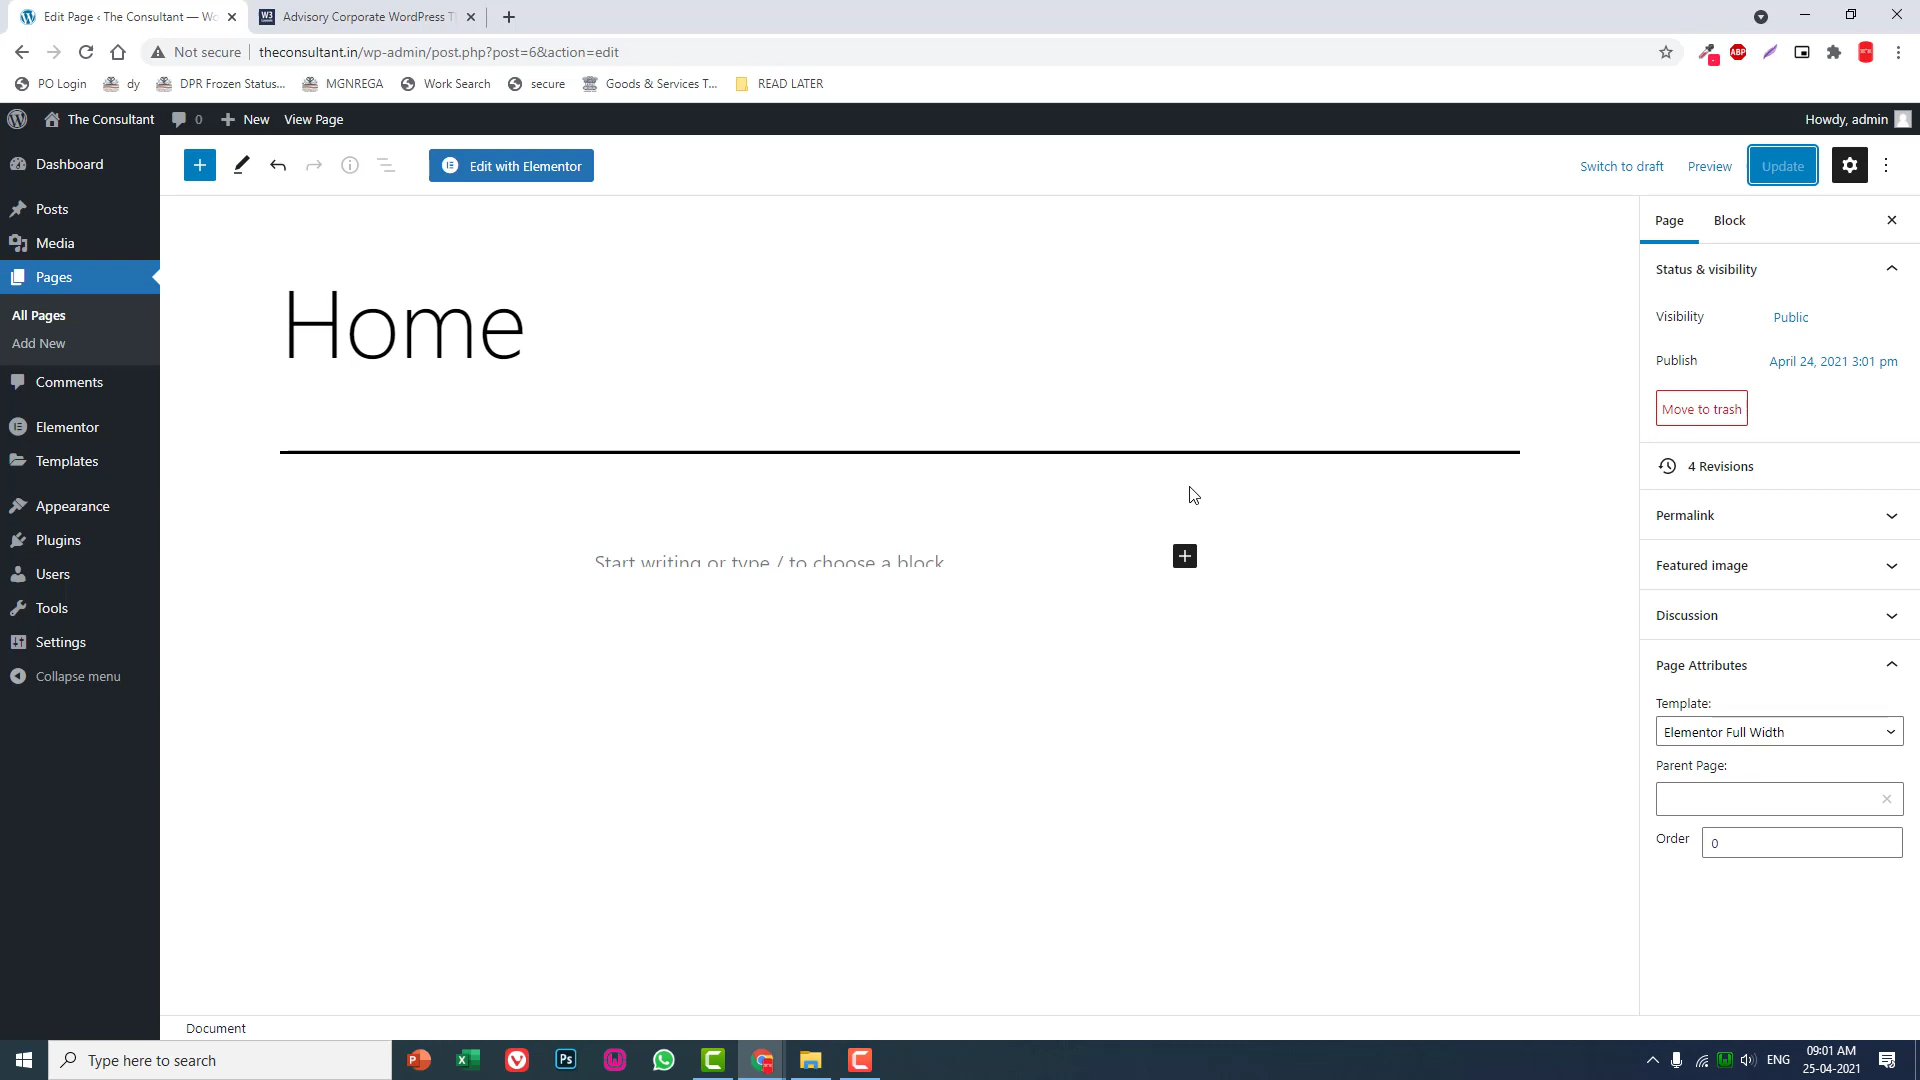 Edit Page ‹ The Consultant — Wo
Advisory Corporate WordPress T
Not secure
theconsultant.in/wp-admin/post.php?post=6&action=edit
PO Login
dy
DPR Frozen Status...
MGNREGA
Work Search
secure
Goods & Services T...
READ LATER
The Consultant
0
New
View Page
Howdy, admin
Dashboard
Posts
Media
Pages
All Pages
Add New
Comments
Elementor
Templates
Appearance
Plugins
Users
Tools
Settings
Collapse menu
Edit with Elementor
Switch to draft
Preview
Update
Home
Start writing or type / to choose a block
Page
Block
Status & visibility
Visibility
Public
Publish
April 24, 2021 3:01 pm
Move to trash
4 Revisions
Permalink
Featured image
Discussion
Page Attributes
Template:
Elementor Full Width
Parent Page:
Order
0
Document
Type here to search
ENG
09:01 AM
25-04-2021